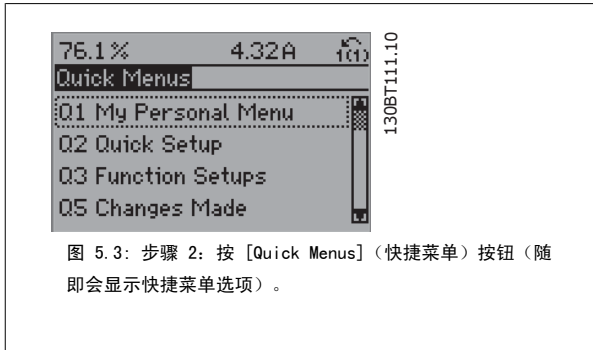 76.1% 4.32A 1(1)
Quick Menus
Q1 My Personal Menu
Q2 Quick Setup
Q3 Function Setups
Q5 Changes Made
130BT111.10
图 5.3: 步骤 2：按 [Quick Menus]（快捷菜单）按钮（随
即会显示快捷菜单选项）。